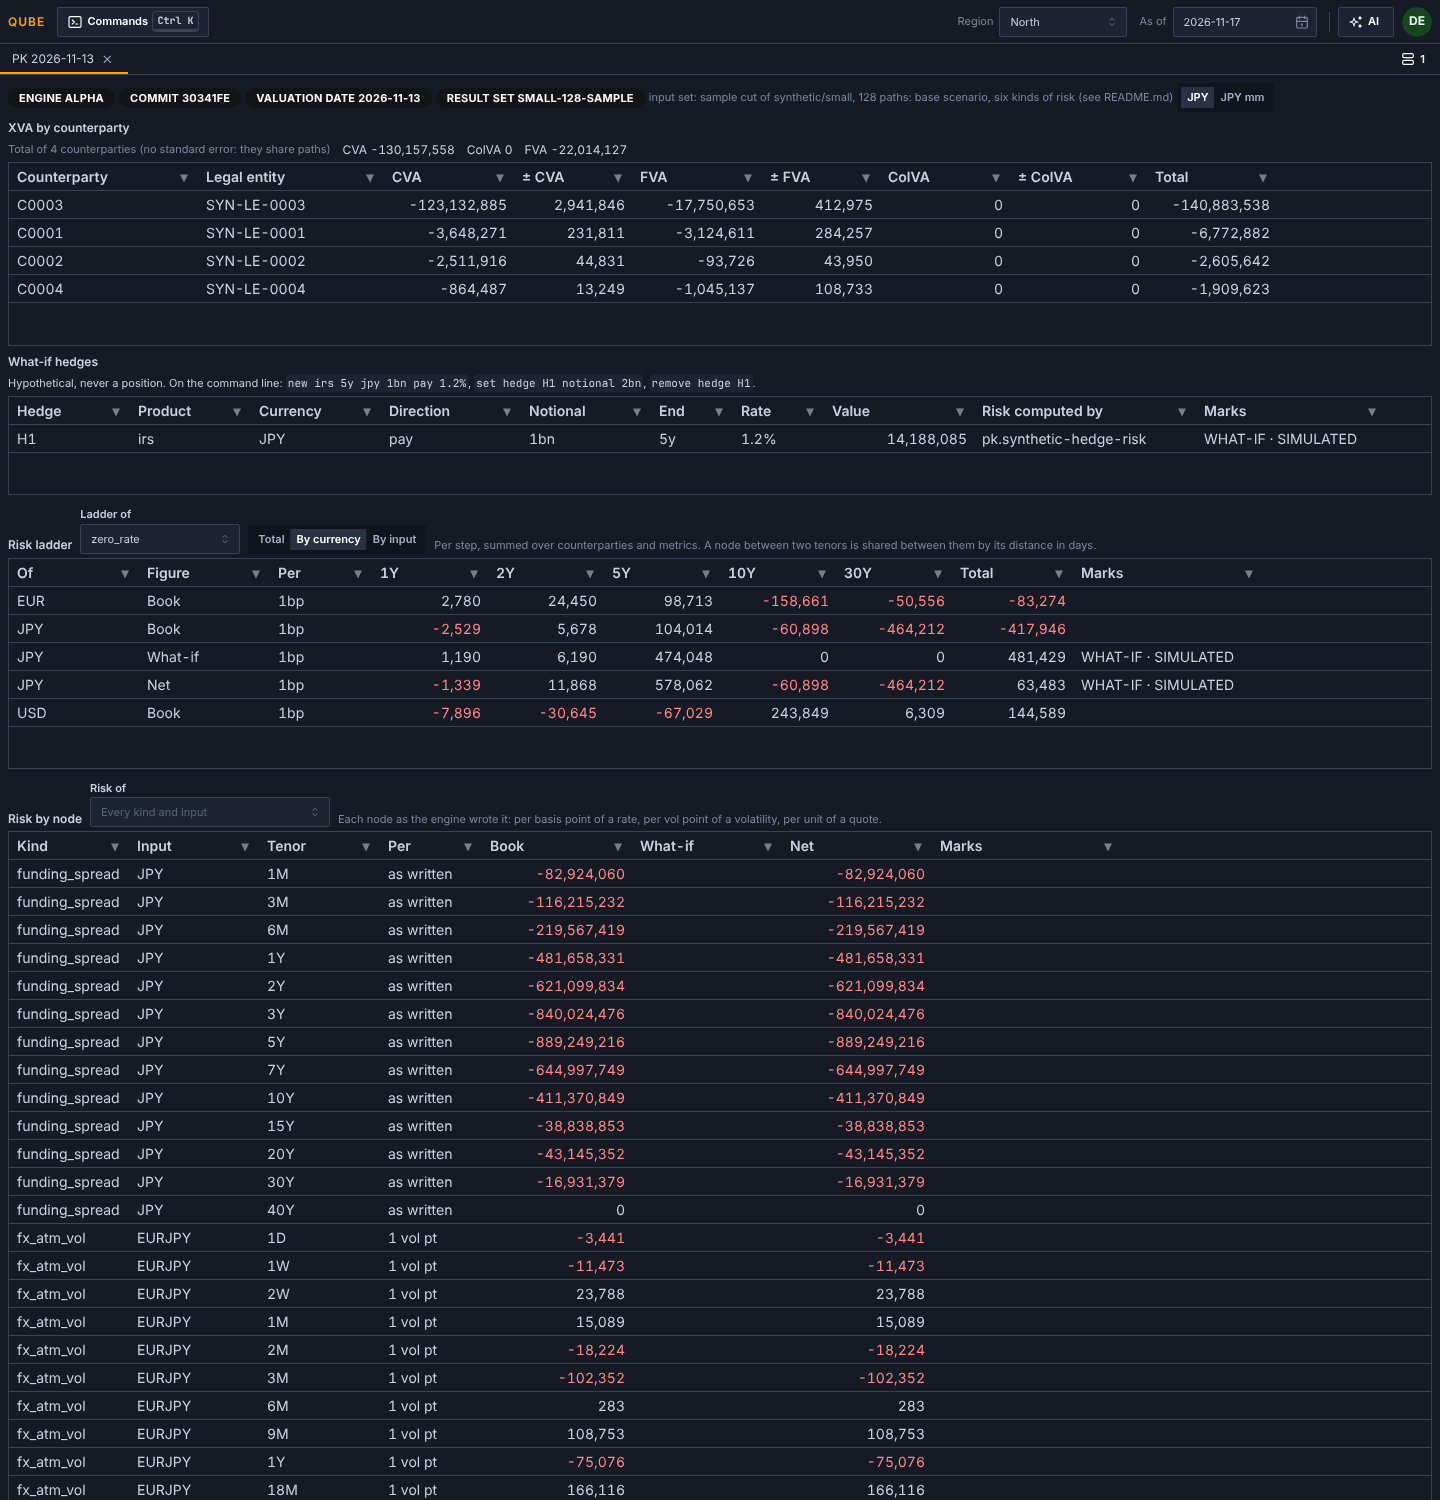 QUBE Commands Ctrl K Region North As of 2026-11-17 AI DE
PK 2026-11-13 × 1
ENGINE ALPHA COMMIT 30341FE VALUATION DATE 2026-11-13 RESULT SET SMALL-128-SAMPLE input set: sample cut of synthetic/small, 128 paths: base scenario, six kinds of risk (see README.md) JPY JPY mm
XVA by counterparty
Total of 4 counterparties (no standard error: they share paths) CVA -130,157,558 ColVA 0 FVA -22,014,127
Counterparty Legal entity CVA ± CVA FVA ± FVA ColVA ± ColVA Total
C0003 SYN-LE-0003 -123,132,885 2,941,846 -17,750,653 412,975 0 0 -140,883,538
C0001 SYN-LE-0001 -3,648,271 231,811 -3,124,611 284,257 0 0 -6,772,882
C0002 SYN-LE-0002 -2,511,916 44,831 -93,726 43,950 0 0 -2,605,642
C0004 SYN-LE-0004 -864,487 13,249 -1,045,137 108,733 0 0 -1,909,623
What-if hedges
Hypothetical, never a position. On the command line: new irs 5y jpy 1bn pay 1.2%, set hedge H1 notional 2bn, remove hedge H1.
Hedge Product Currency Direction Notional End Rate Value Risk computed by Marks
H1 irs JPY pay 1bn 5y 1.2% 14,188,085 pk.synthetic-hedge-risk WHAT-IF · SIMULATED
Ladder of
Risk ladder zero_rate Total By currency By input Per step, summed over counterparties and metrics. A node between two tenors is shared between them by its distance in days.
Of Figure Per 1Y 2Y 5Y 10Y 30Y Total Marks
EUR Book 1bp 2,780 24,450 98,713 -158,661 -50,556 -83,274
JPY Book 1bp -2,529 5,678 104,014 -60,898 -464,212 -417,946
JPY What-if 1bp 1,190 6,190 474,048 0 0 481,429 WHAT-IF · SIMULATED
JPY Net 1bp -1,339 11,868 578,062 -60,898 -464,212 63,483 WHAT-IF · SIMULATED
USD Book 1bp -7,896 -30,645 -67,029 243,849 6,309 144,589
Risk of
Risk by node Every kind and input Each node as the engine wrote it: per basis point of a rate, per vol point of a volatility, per unit of a quote.
Kind Input Tenor Per Book What-if Net Marks
funding_spread JPY 1M as written -82,924,060 -82,924,060
funding_spread JPY 3M as written -116,215,232 -116,215,232
funding_spread JPY 6M as written -219,567,419 -219,567,419
funding_spread JPY 1Y as written -481,658,331 -481,658,331
funding_spread JPY 2Y as written -621,099,834 -621,099,834
funding_spread JPY 3Y as written -840,024,476 -840,024,476
funding_spread JPY 5Y as written -889,249,216 -889,249,216
funding_spread JPY 7Y as written -644,997,749 -644,997,749
funding_spread JPY 10Y as written -411,370,849 -411,370,849
funding_spread JPY 15Y as written -38,838,853 -38,838,853
funding_spread JPY 20Y as written -43,145,352 -43,145,352
funding_spread JPY 30Y as written -16,931,379 -16,931,379
funding_spread JPY 40Y as written 0 0
fx_atm_vol EURJPY 1D 1 vol pt -3,441 -3,441
fx_atm_vol EURJPY 1W 1 vol pt -11,473 -11,473
fx_atm_vol EURJPY 2W 1 vol pt 23,788 23,788
fx_atm_vol EURJPY 1M 1 vol pt 15,089 15,089
fx_atm_vol EURJPY 2M 1 vol pt -18,224 -18,224
fx_atm_vol EURJPY 3M 1 vol pt -102,352 -102,352
fx_atm_vol EURJPY 6M 1 vol pt 283 283
fx_atm_vol EURJPY 9M 1 vol pt 108,753 108,753
fx_atm_vol EURJPY 1Y 1 vol pt -75,076 -75,076
fx_atm_vol EURJPY 18M 1 vol pt 166,116 166,116